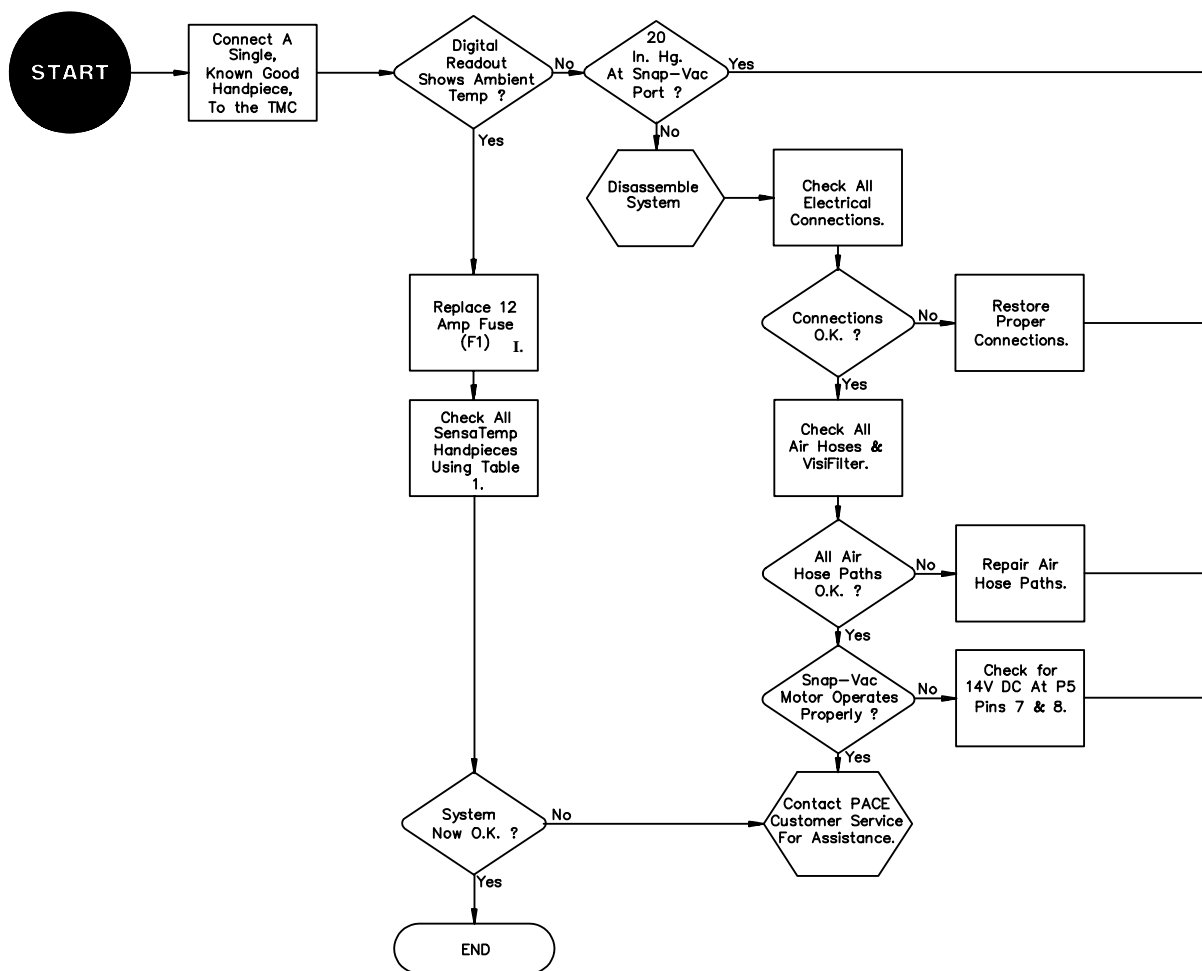 START
Connect A
Single,
Known Good
Handpiece,
To the TMC
Digital
Readout
Shows Ambient
Temp ?
No
Yes
20
In. Hg.
At Snap-Vac
Port ?
Yes
No
Disassemble
System
Check All
Electrical
Connections.
Connections
O.K. ?
No
Yes
Restore
Proper
Connections.
Replace 12
Amp Fuse
(F1) I.
Check All
SensaTemp
Handpieces
Using Table
1.
Check All
Air Hoses &
VisiFilter.
All Air
Hose Paths
O.K. ?
No
Yes
Repair Air
Hose Paths.
Snap-Vac
Motor Operates
Properly ?
No
Yes
Check for
14V DC At P5
Pins 7 & 8.
System
Now O.K. ?
No
Yes
Contact PACE
Customer Service
For Assistance.
END